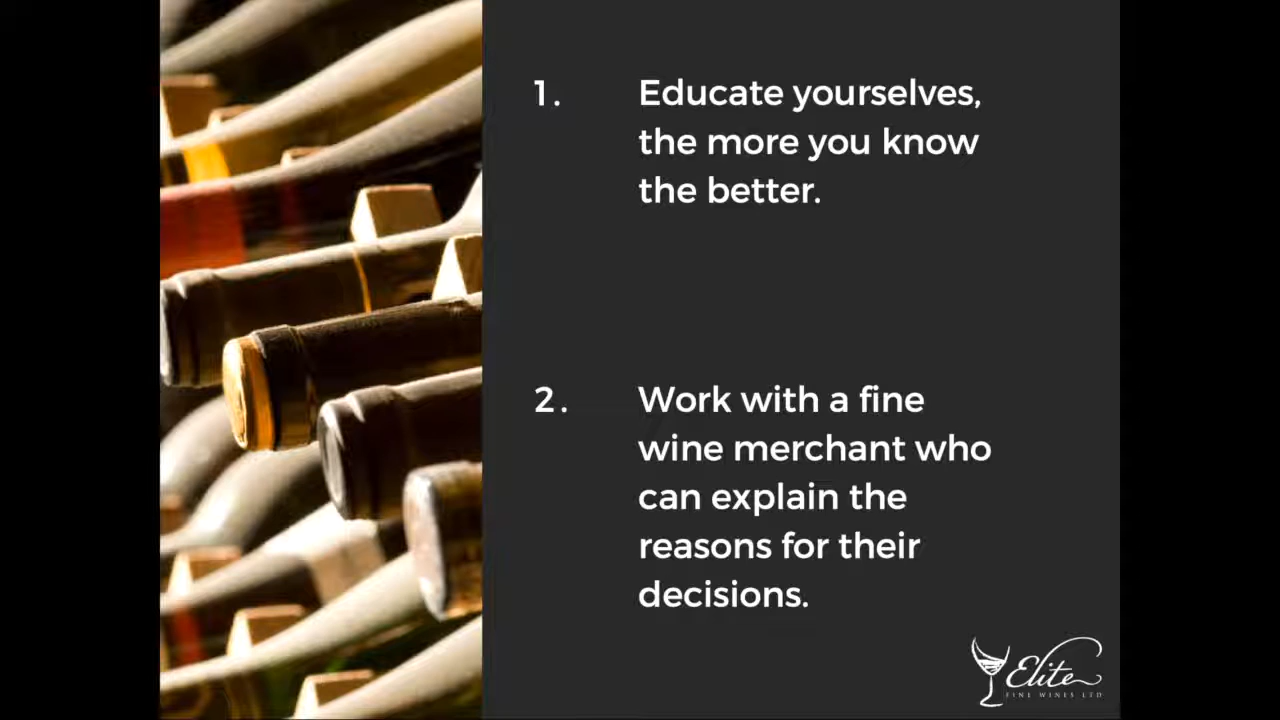 1. Educate yourselves,
the more you know
the better.
2. Work with a fine
wine merchant who
can explain the
reasons for their
decisions.
Elite
FINE WINES LTD